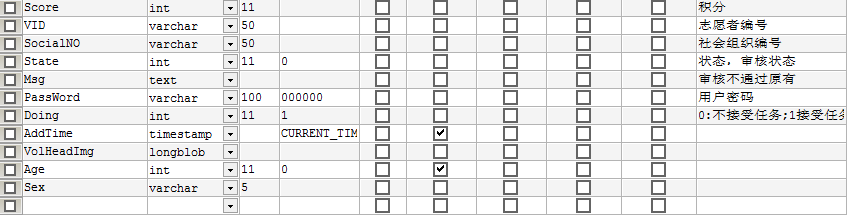 Score int 11 积分
VID varchar 50 志愿者编号
SocialNO varchar 50 社会组织编号
State int 11 0 状态，审核状态
Msg text 审核不通过原有
PassWord varchar 100 000000 用户密码
Doing int 11 1 0:不接受任务;1接受任务
AddTime timestamp CURRENT_TIM
VolHeadImg longblob
Age int 11 0
Sex varchar 5